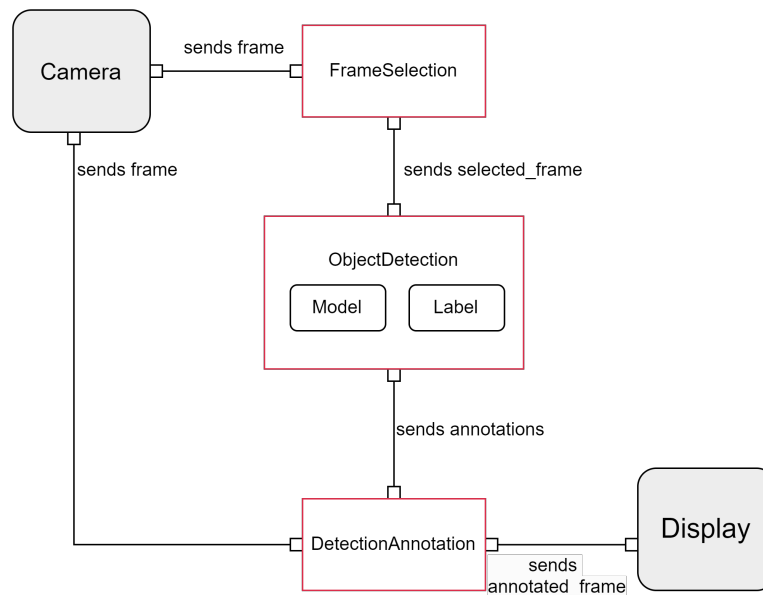 Camera
sends frame
FrameSelection
sends frame
sends selected_frame
ObjectDetection
Model
Label
sends annotations
DetectionAnnotation
Display
sends
annotated_frame